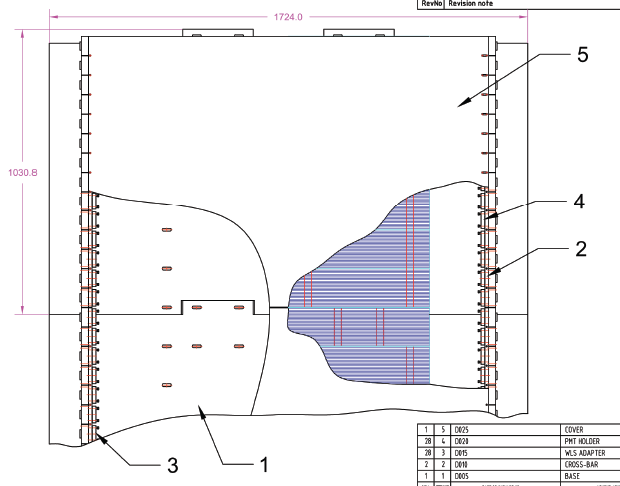 RevNo Revision note
1724.0
5
1030.8
4
2
3
1
1 5 D025 COVER
28 4 D020 PMT HOLDER
28 3 D015 WLS ADAPTER
2 2 D010 CROSS-BAR
1 1 D005 BASE